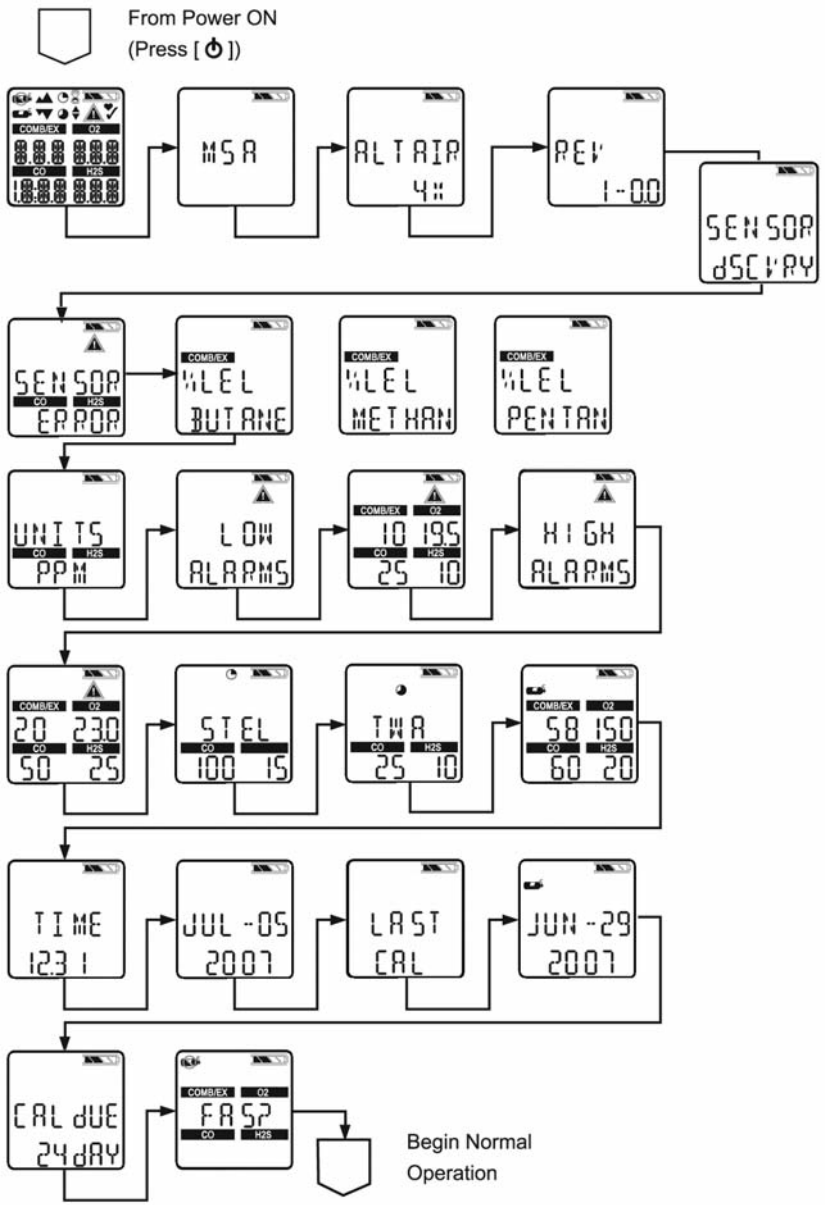 From Power ON
(Press [ ])
COMB/EX O2
CO H2S
MSA
ALTAIR
4X
REV
1-0.0
SENSOR
dSCVRY
SENSOR
CO H2S
ERROR
COMB/EX
%LEL
BUTANE
COMB/EX
%LEL
METHAN
COMB/EX
%LEL
PENTAN
UNITS
CO H2S
PPM
LOW
ALARMS
COMB/EX O2
10 19.5
CO H2S
25 10
HIGH
ALARMS
COMB/EX O2
20 23.0
CO H2S
50 25
STEL
CO H2S
100 15
TWA
CO H2S
25 10
COMB/EX O2
58 150
CO H2S
60 20
TIME
12.31
JUL-05
2007
LAST
CAL
JUN-29
2007
CAL dUE
24dAY
COMB/EX O2
FAS?
CO H2S
Begin Normal
Operation